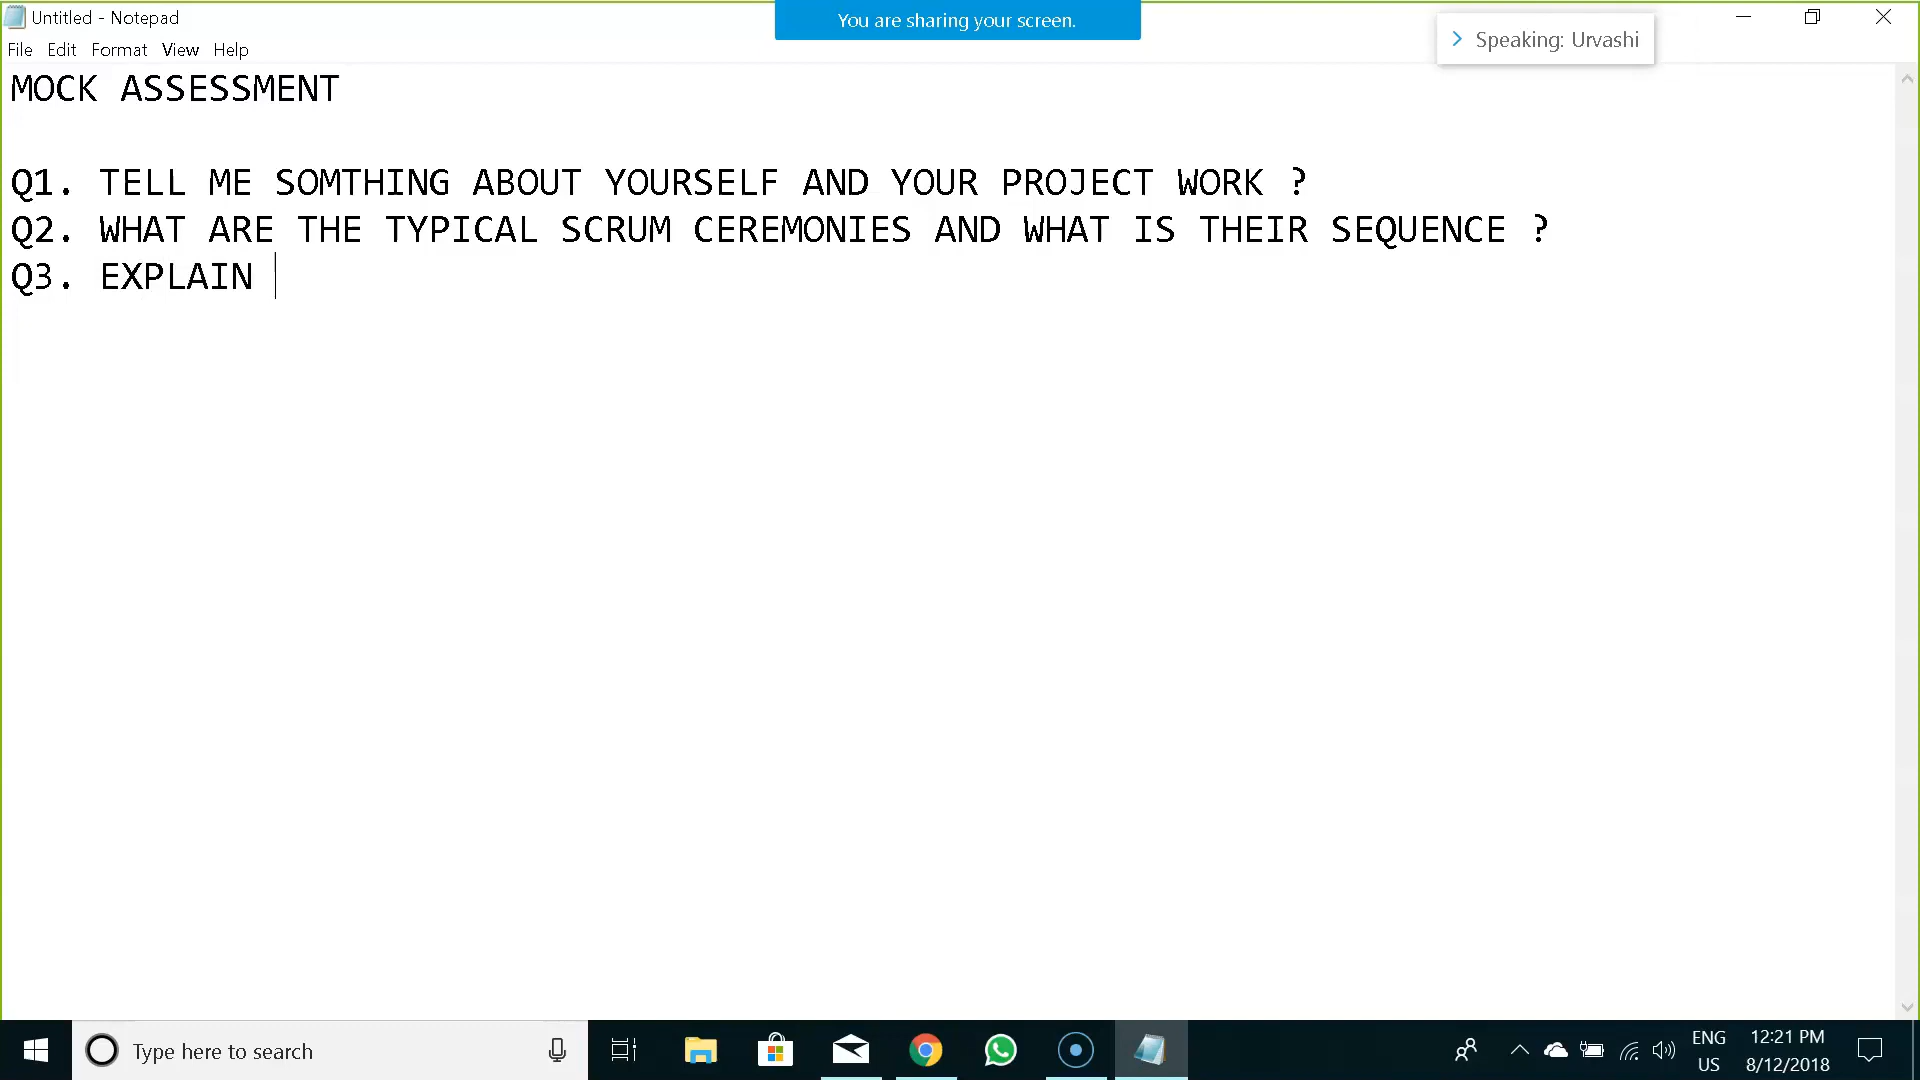 Untitled - Notepad
You are sharing your screen.
Speaking: Urvashi
File Edit Format View Help
MOCK ASSESSMENT
Q1. TELL ME SOMTHING ABOUT YOURSELF AND YOUR PROJECT WORK ?
Q2. WHAT ARE THE TYPICAL SCRUM CEREMONIES AND WHAT IS THEIR SEQUENCE ?
Q3. EXPLAIN
Type here to search
ENG
US
12:21 PM
8/12/2018